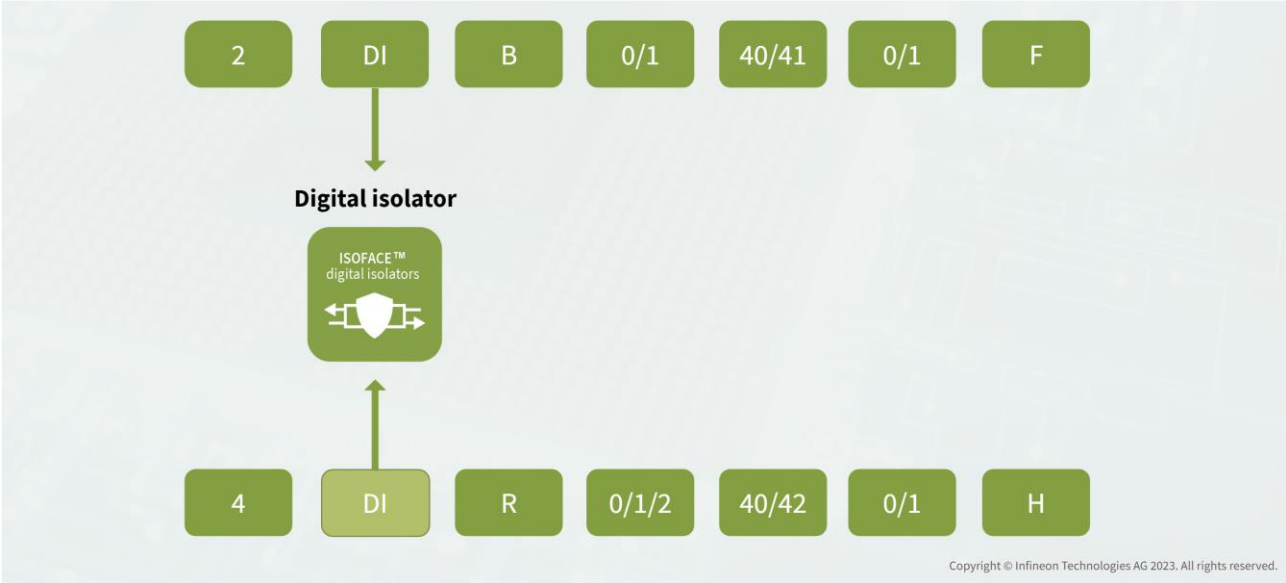 2 DI B 0/1 40/41 0/1 F
Digital isolator
ISOFACE™
digital isolators
4 DI R 0/1/2 40/42 0/1 H
Copyright © Infineon Technologies AG 2023. All rights reserved.